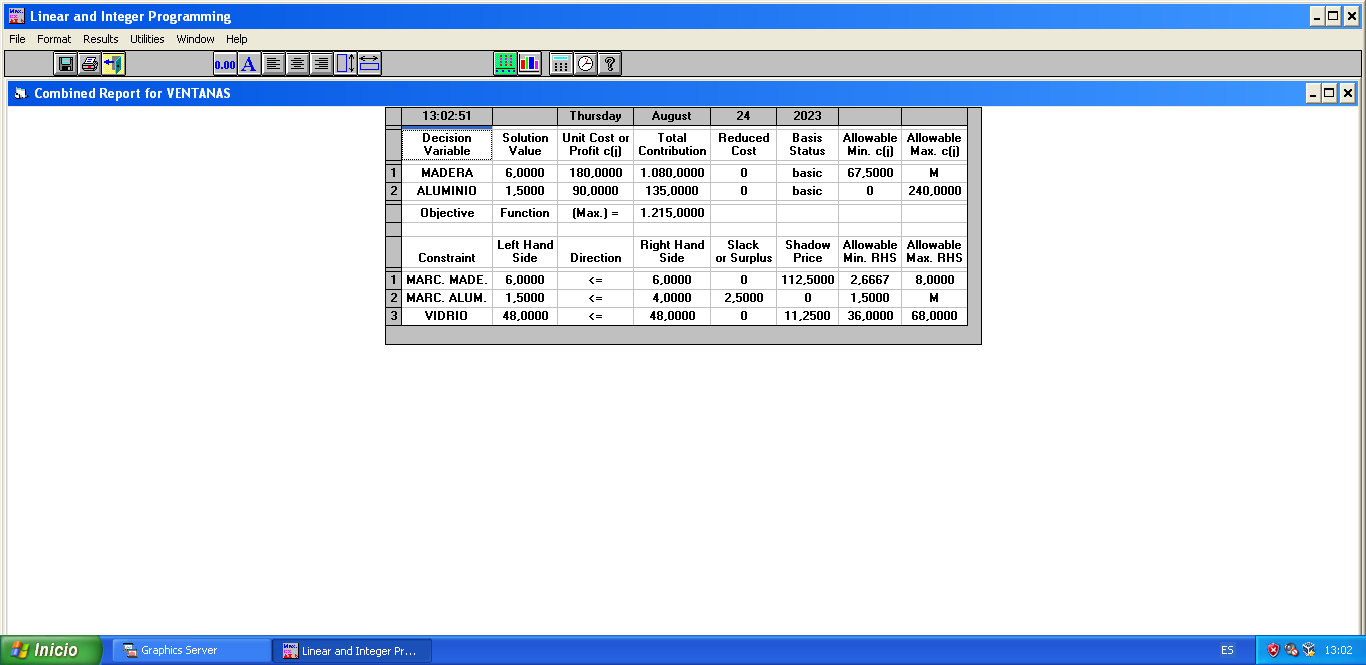 Linear and Integer Programming
File Format Results Utilities Window Help
0.00 A
Combined Report for VENTANAS
13:02:51 Thursday August 24 2023
Decision Solution Unit Cost or Total Reduced Basis Allowable Allowable
Variable Value Profit c(j) Contribution Cost Status Min. c(j) Max. c(j)
1 MADERA 6,0000 180,0000 1.080,0000 0 basic 67,5000 M
2 ALUMINIO 1,5000 90,0000 135,0000 0 basic 0 240,0000
Objective Function (Max.) = 1.215,0000
Left Hand Right Hand Slack Shadow Allowable Allowable
Constraint Side Direction Side or Surplus Price Min. RHS Max. RHS
1 MARC. MADE. 6,0000 <= 6,0000 0 112,5000 2,6667 8,0000
2 MARC. ALUM. 1,5000 <= 4,0000 2,5000 0 1,5000 M
3 VIDRIO 48,0000 <= 48,0000 0 11,2500 36,0000 68,0000
Inicio Graphics Server Linear and Integer Pr... ES 13:02